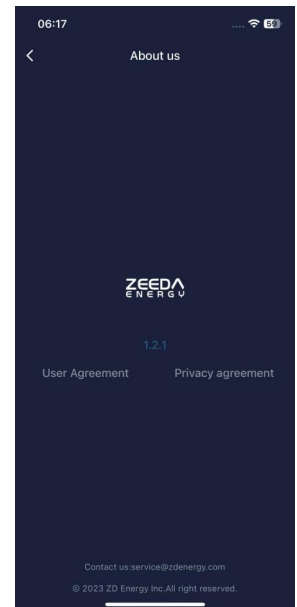 06:17 59
About us
ZEEDA
ENERGY
1.2.1
User Agreement Privacy agreement
Contact us:service@zdenergy.com
© 2023 ZD Energy Inc.All right reserved.